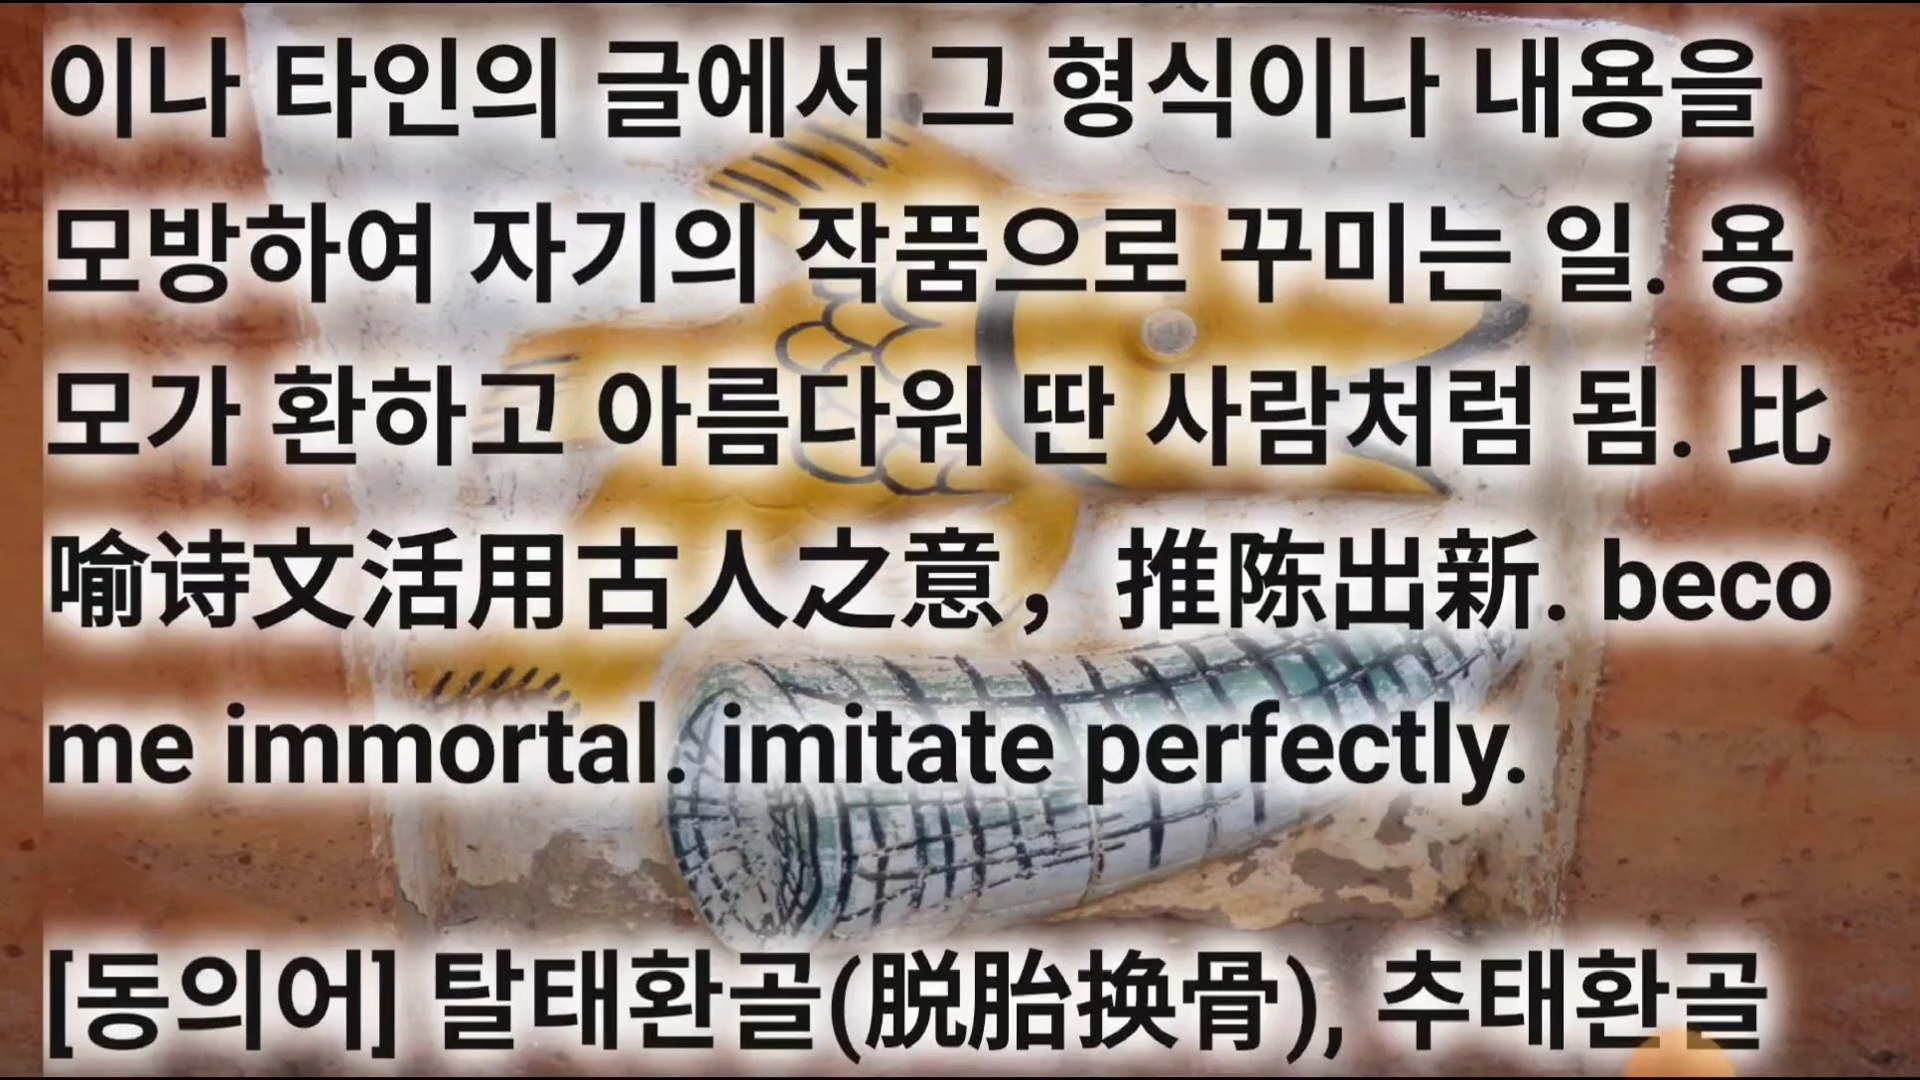 이나 타인의 글에서 그 형식이나 내용을
모방하여 자기의 작품으로 꾸미는 일. 용
모가 환하고 아름다워 딴 사람처럼 됨. 比
喻诗文活用古人之意，推陈出新. beco
me immortal. imitate perfectly.
[동의어] 탈태환골(脱胎换骨), 추태환골